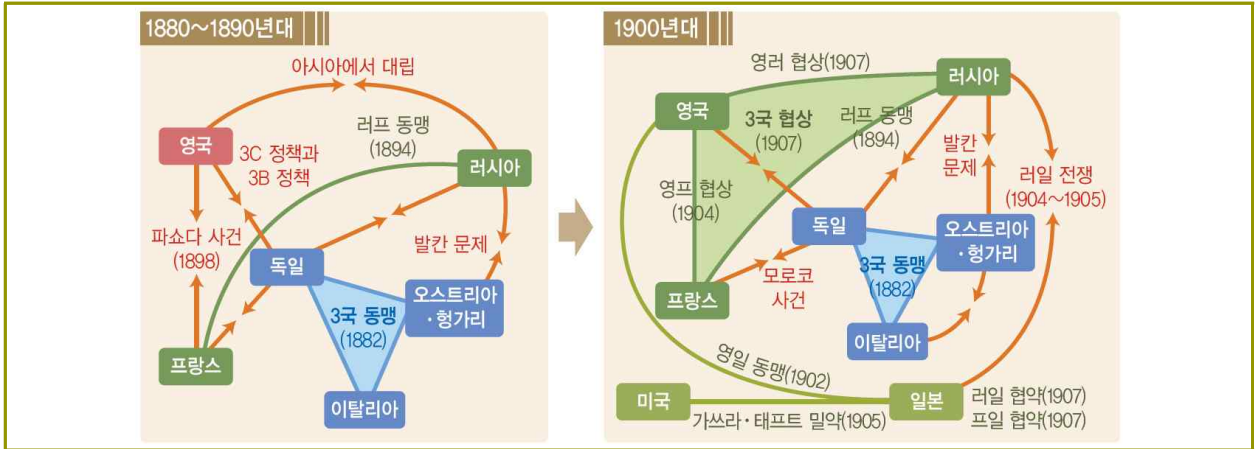 1880~1890년대
아시아에서 대립
러프 동맹
(1894)
영국
3C 정책과
3B 정책
러시아
파쇼다 사건
(1898)
독일
발칸 문제
오스트리아
·헝가리
3국 동맹
(1882)
프랑스
이탈리아
1900년대
영러 협상(1907)
러시아
영국
3국 협상
(1907)
러프 동맹
(1894)
발칸
문제
러일 전쟁
(1904~1905)
영프 협상
(1904)
독일
오스트리아
·헝가리
모로코
사건
3국 동맹
(1882)
프랑스
이탈리아
영일 동맹(1902)
미국
가쓰라·태프트 밀약(1905)
일본
러일 협약(1907)
프일 협약(1907)